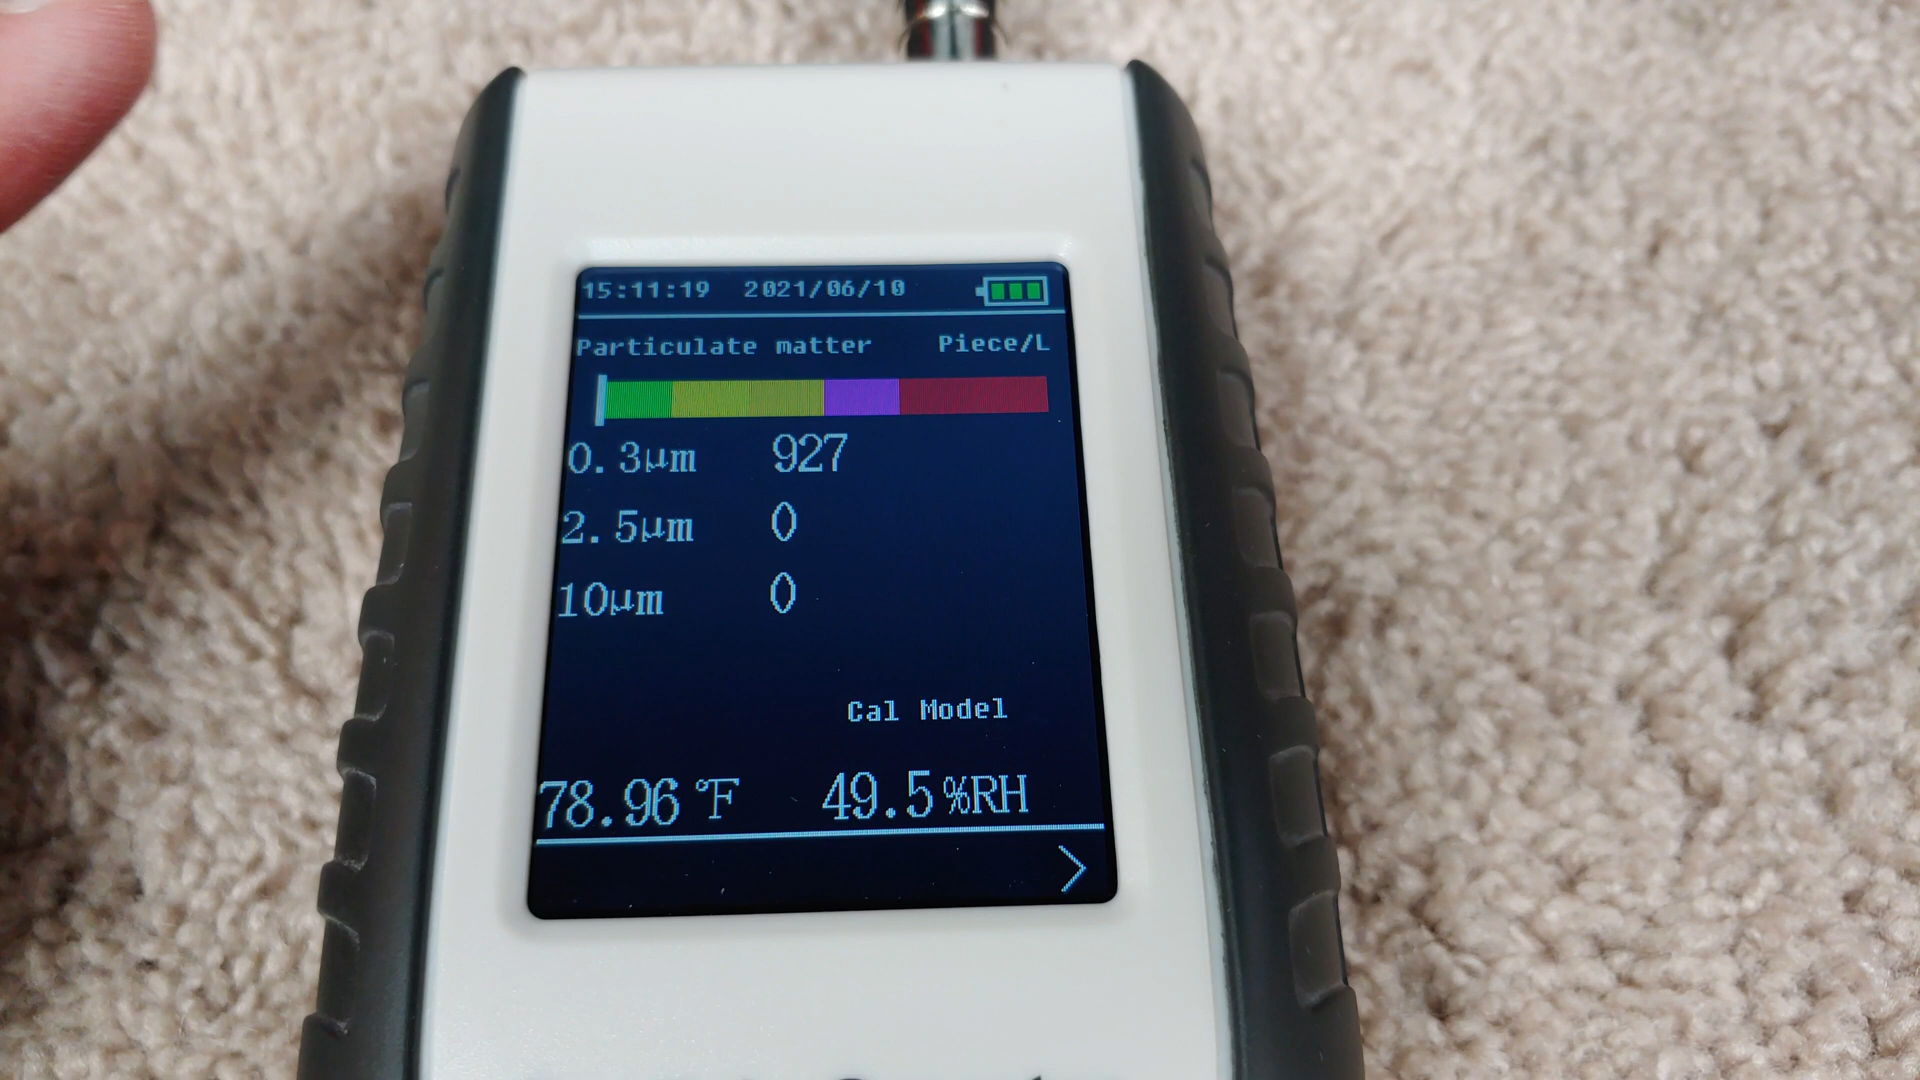 15:11:19 2021/06/10
Particulate matter Piece/L
0.3μm 927
2.5μm 0
10μm 0
Cal Model
78.96 ℉ 49.5%RH
>